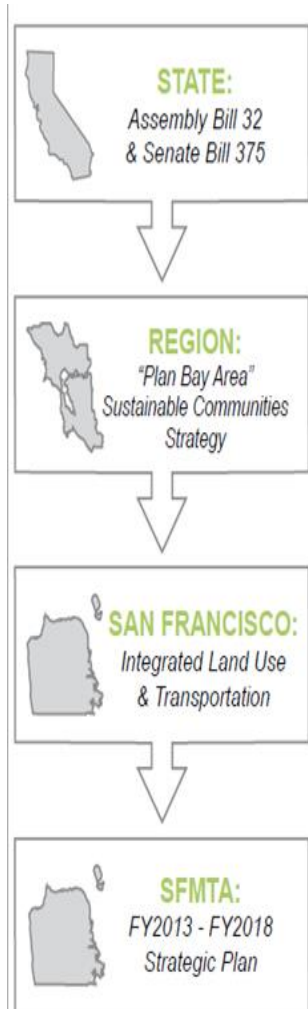 STATE:
Assembly Bill 32
& Senate Bill 375
REGION:
“Plan Bay Area”
Sustainable Communities
Strategy
SAN FRANCISCO:
Integrated Land Use
& Transportation
SFMTA:
FY2013 - FY2018
Strategic Plan